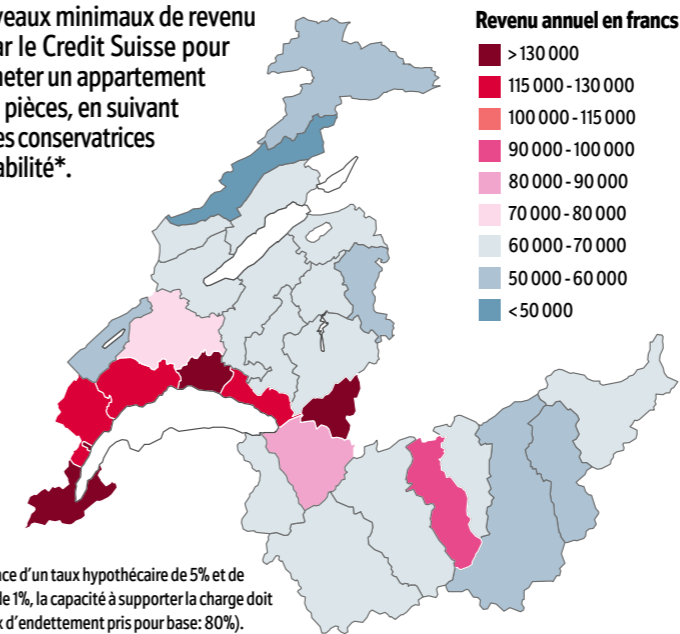 veaux minimaux de revenu
ar le Credit Suisse pour
heter un appartement
pièces, en suivant
es conservatrices
abilité*.
Revenu annuel en francs
> 130 000
115 000 - 130 000
100 000 - 115 000
90 000 - 100 000
80 000 - 90 000
70 000 - 80 000
60 000 - 70 000
50 000 - 60 000
< 50 000
nce d'un taux hypothécaire de 5% et de
de 1%, la capacité à supporter la charge doit
x d'endettement pris pour base: 80%).